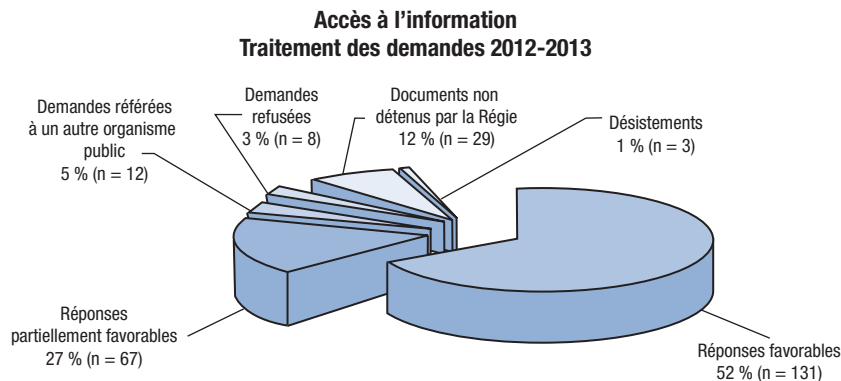 Accès à l’information
Traitement des demandes 2012-2013
Demandes référées
à un autre organisme
public
5 % (n = 12)
Demandes
refusées
3 % (n = 8)
Documents non
détenus par la Régie
12 % (n = 29)
Désistements
1 % (n = 3)
Réponses
partiellement favorables
27 % (n = 67)
Réponses favorables
52 % (n = 131)